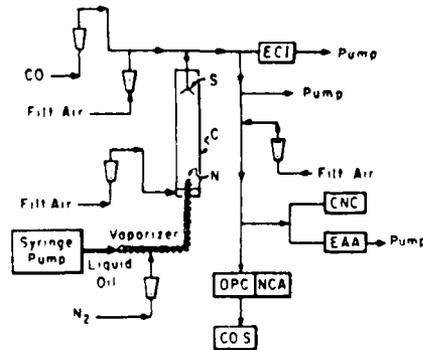 ECI
Pump
CO
S
Pump
Filt Air
C
N
Filt Air
Filt Air
CNC
Vaporizer
Syringe
Pump
EAA
Pump
Liquid
Oil
OPC
NCA
N2
COS